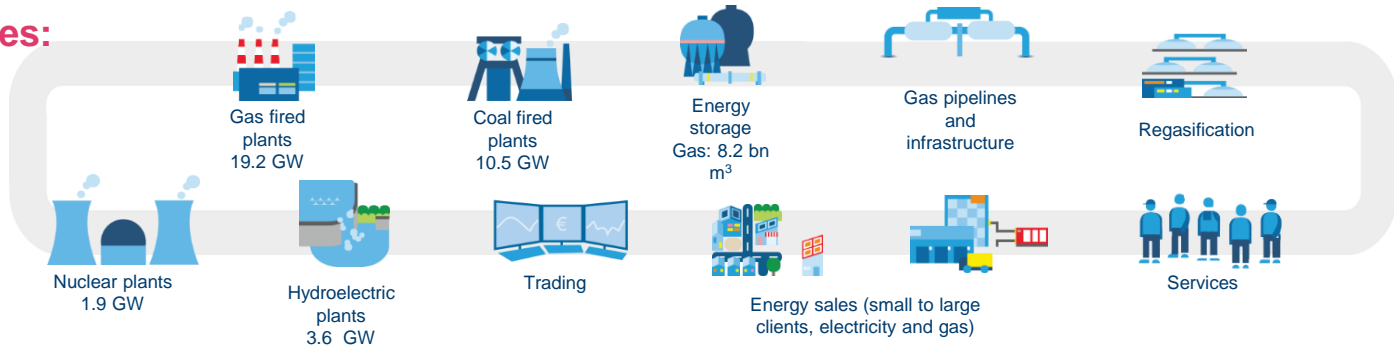 es:
Gas fired
plants
19.2 GW
Coal fired
plants
10.5 GW
Energy
storage
Gas: 8.2 bn
m³
Gas pipelines
and
infrastructure
Regasification
Nuclear plants
1.9 GW
Hydroelectric
plants
3.6 GW
€
Trading
Energy sales (small to large
clients, electricity and gas)
Services